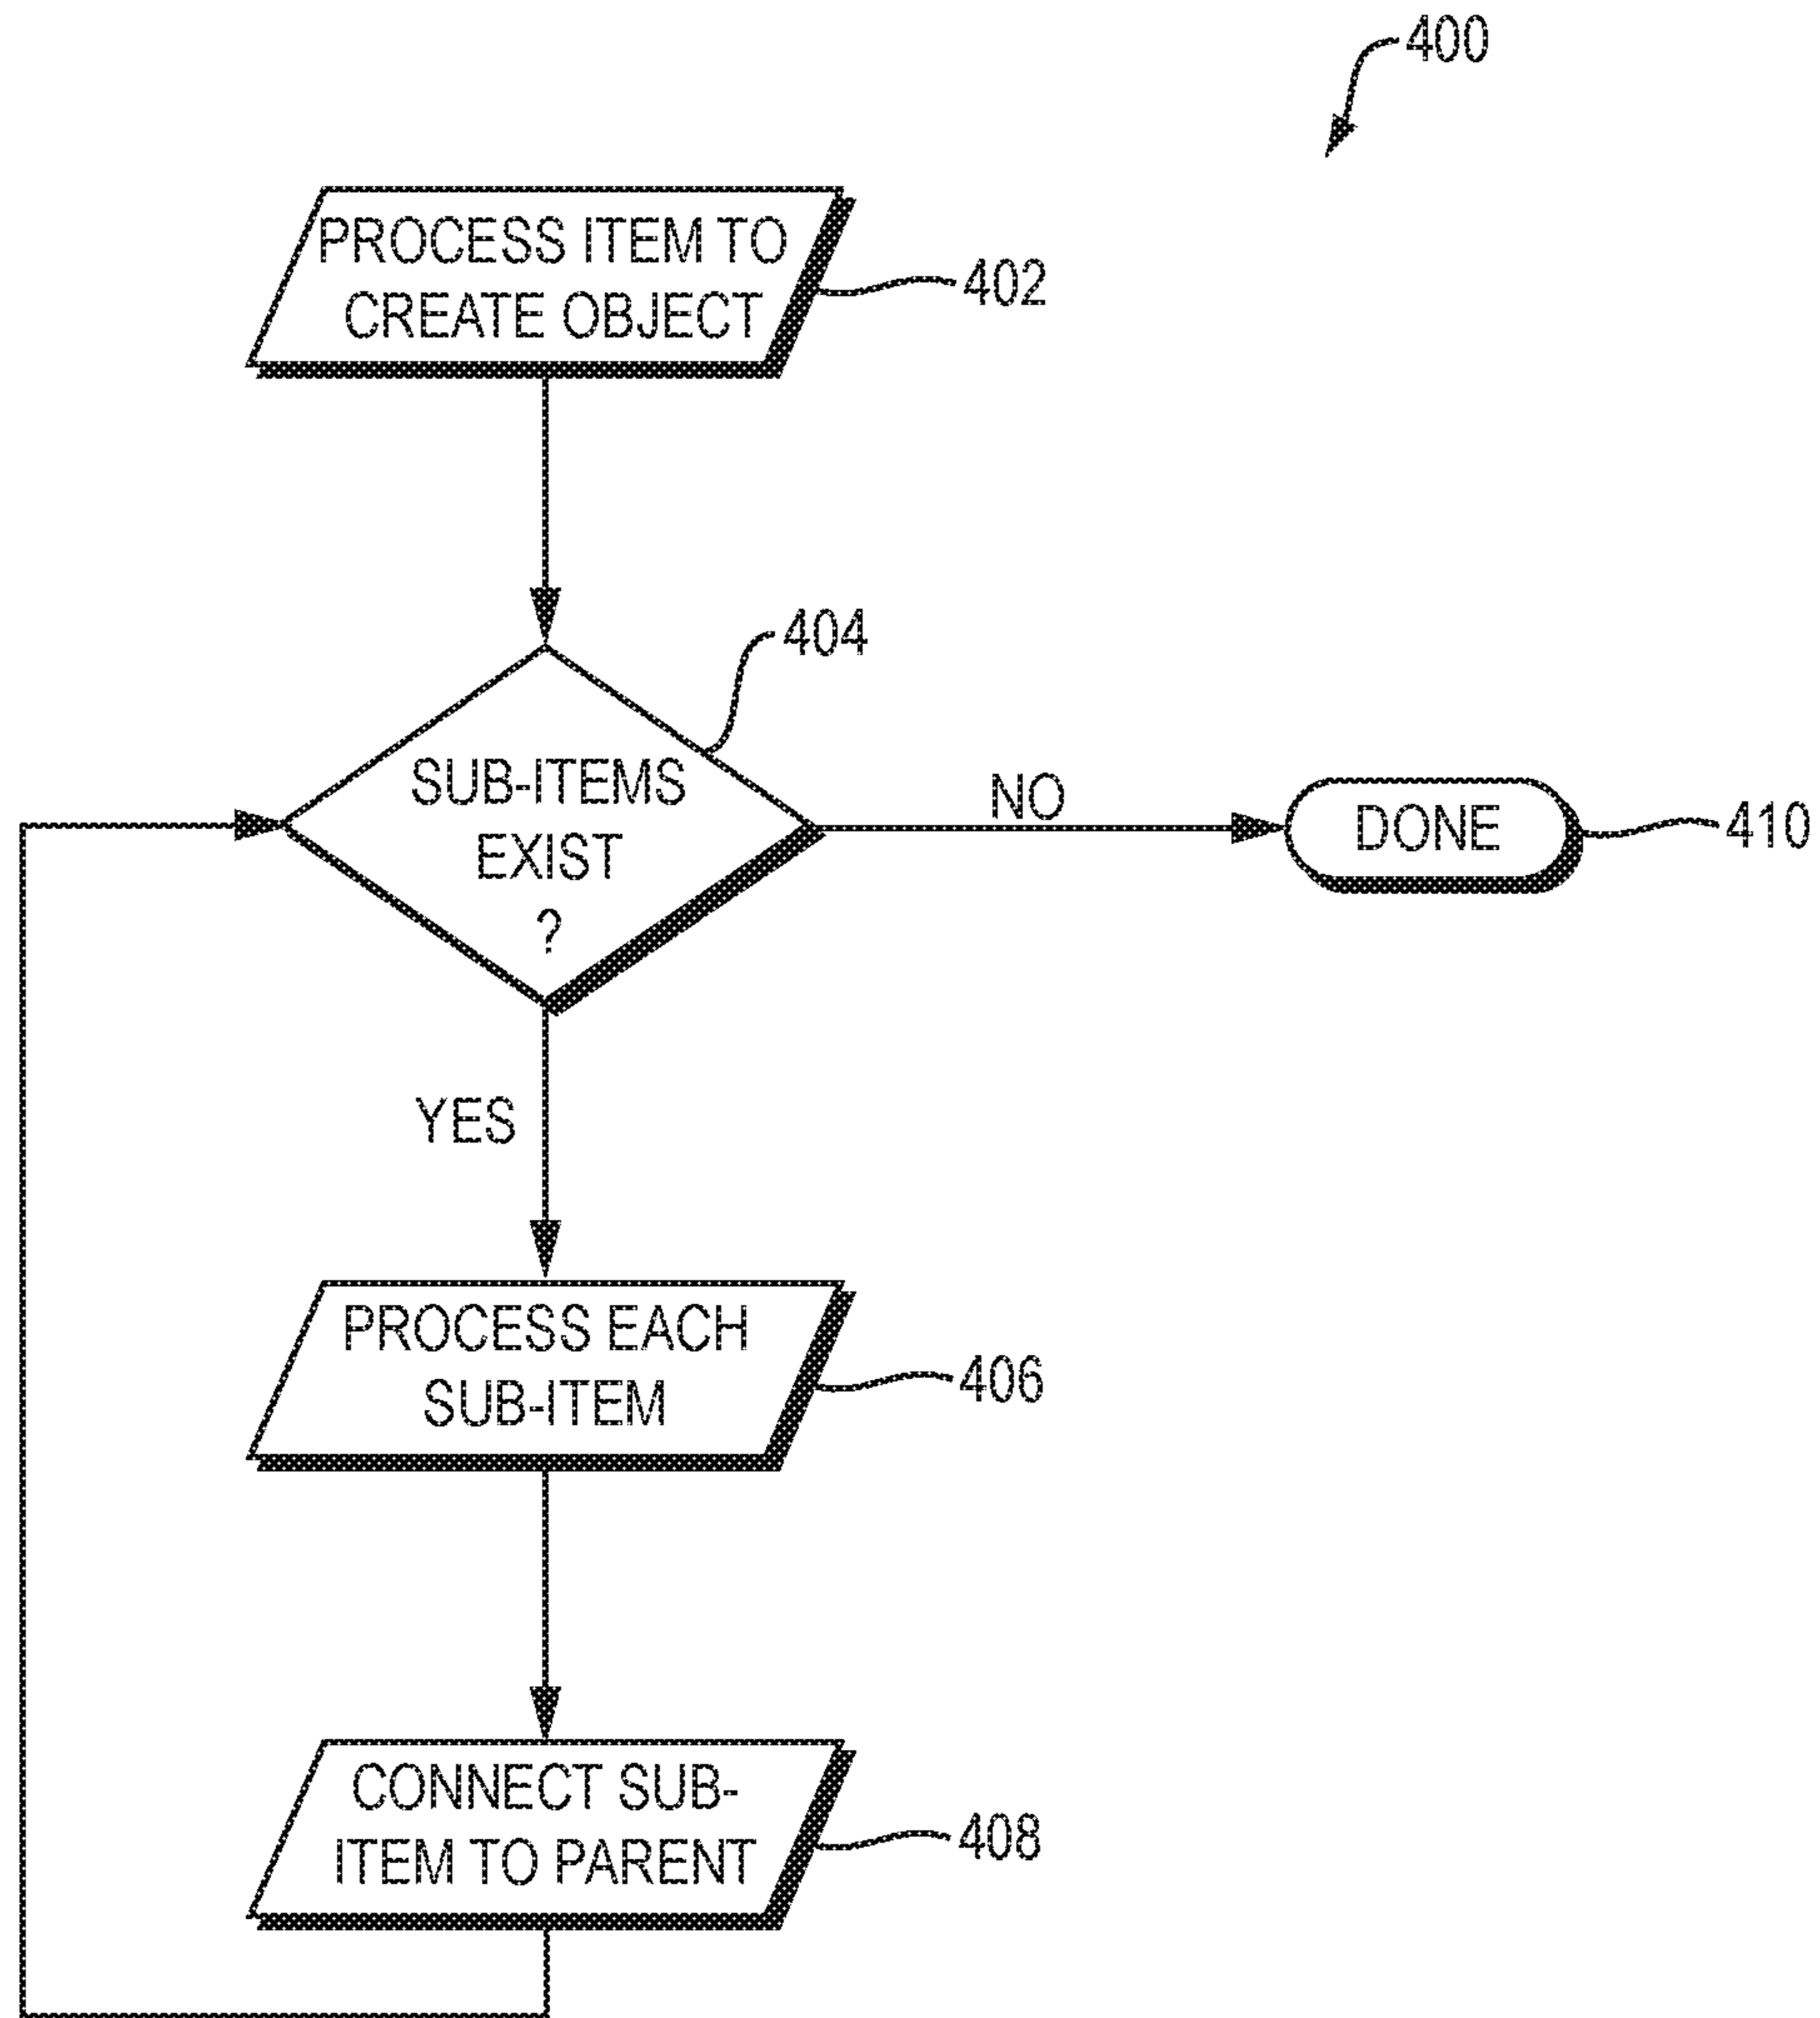 400
PROCESS ITEM TO
CREATE OBJECT
402
404
SUB-ITEMS
EXIST
?
NO
DONE
410
YES
PROCESS EACH
SUB-ITEM
406
CONNECT SUB-
ITEM TO PARENT
408